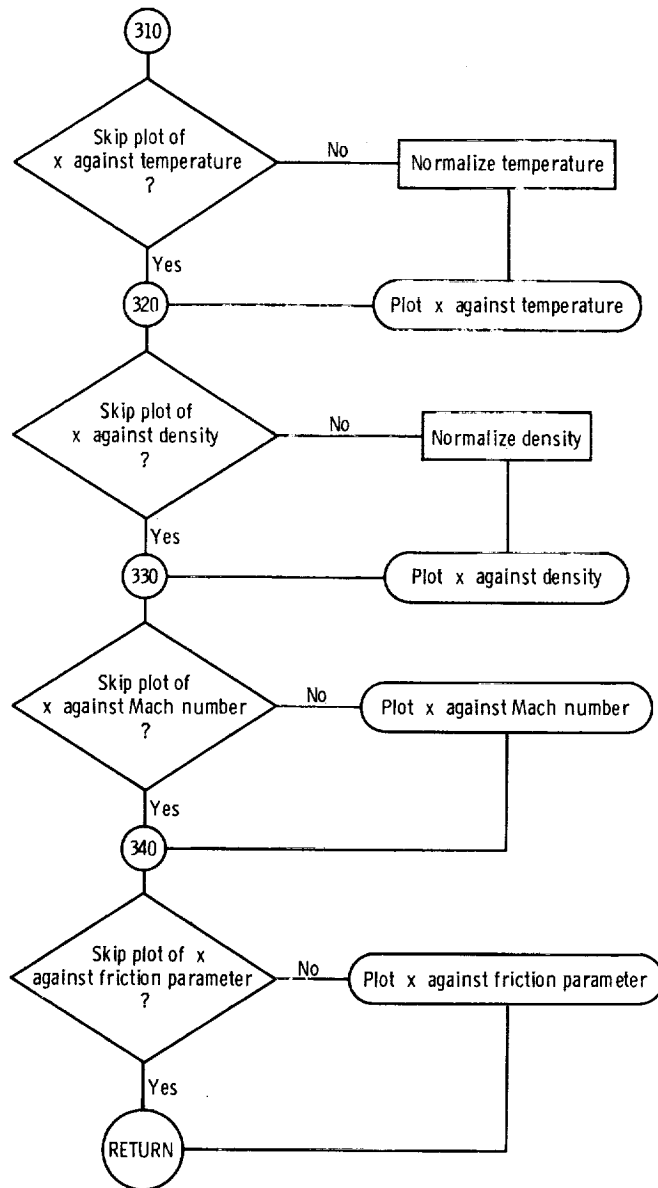 310
Skip plot of
x against temperature
?
No
Normalize temperature
Yes
320
Plot x against temperature
Skip plot of
x against density
?
No
Normalize density
Yes
330
Plot x against density
Skip plot of
x against Mach number
?
No
Plot x against Mach number
Yes
340
Skip plot of x
against friction parameter
?
No
Plot x against friction parameter
Yes
RETURN